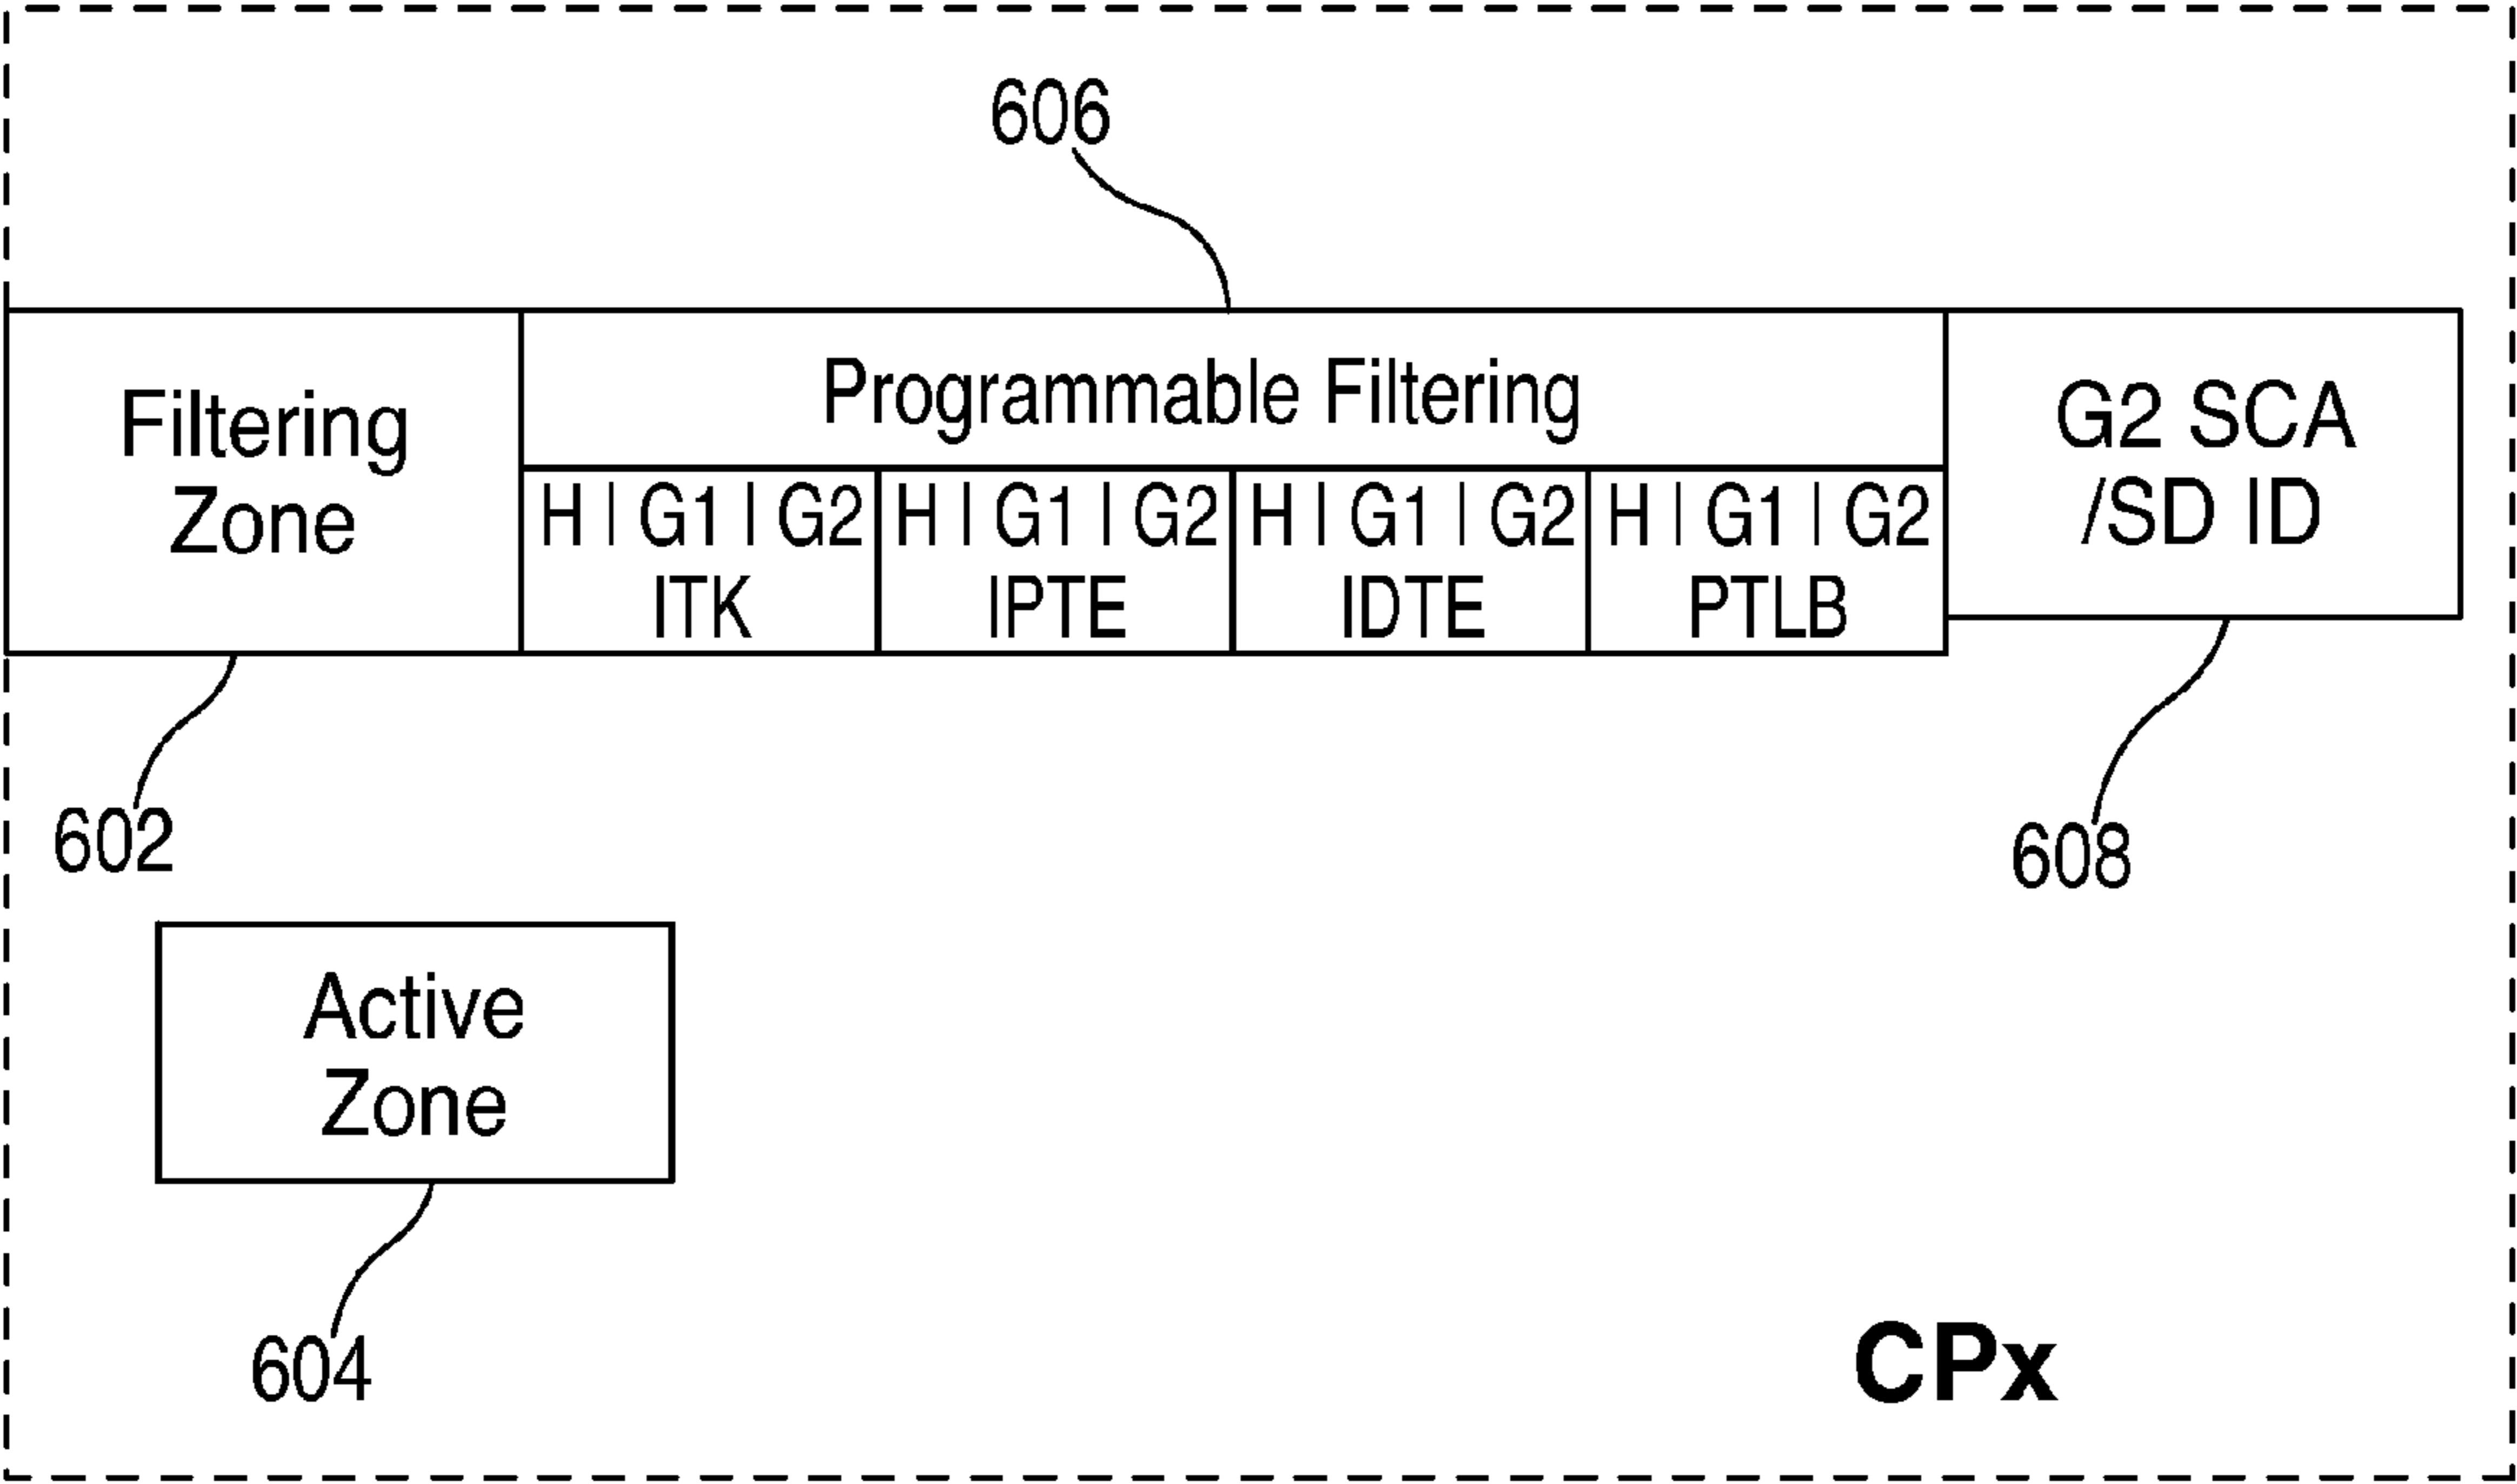 606
Filtering
Zone
Programmable Filtering
H | G1 | G2
ITK
H | G1 | G2
IPTE
H | G1 | G2
IDTE
H | G1 | G2
PTLB
G2 SCA
/SD ID
602
608
Active
Zone
604
CPx